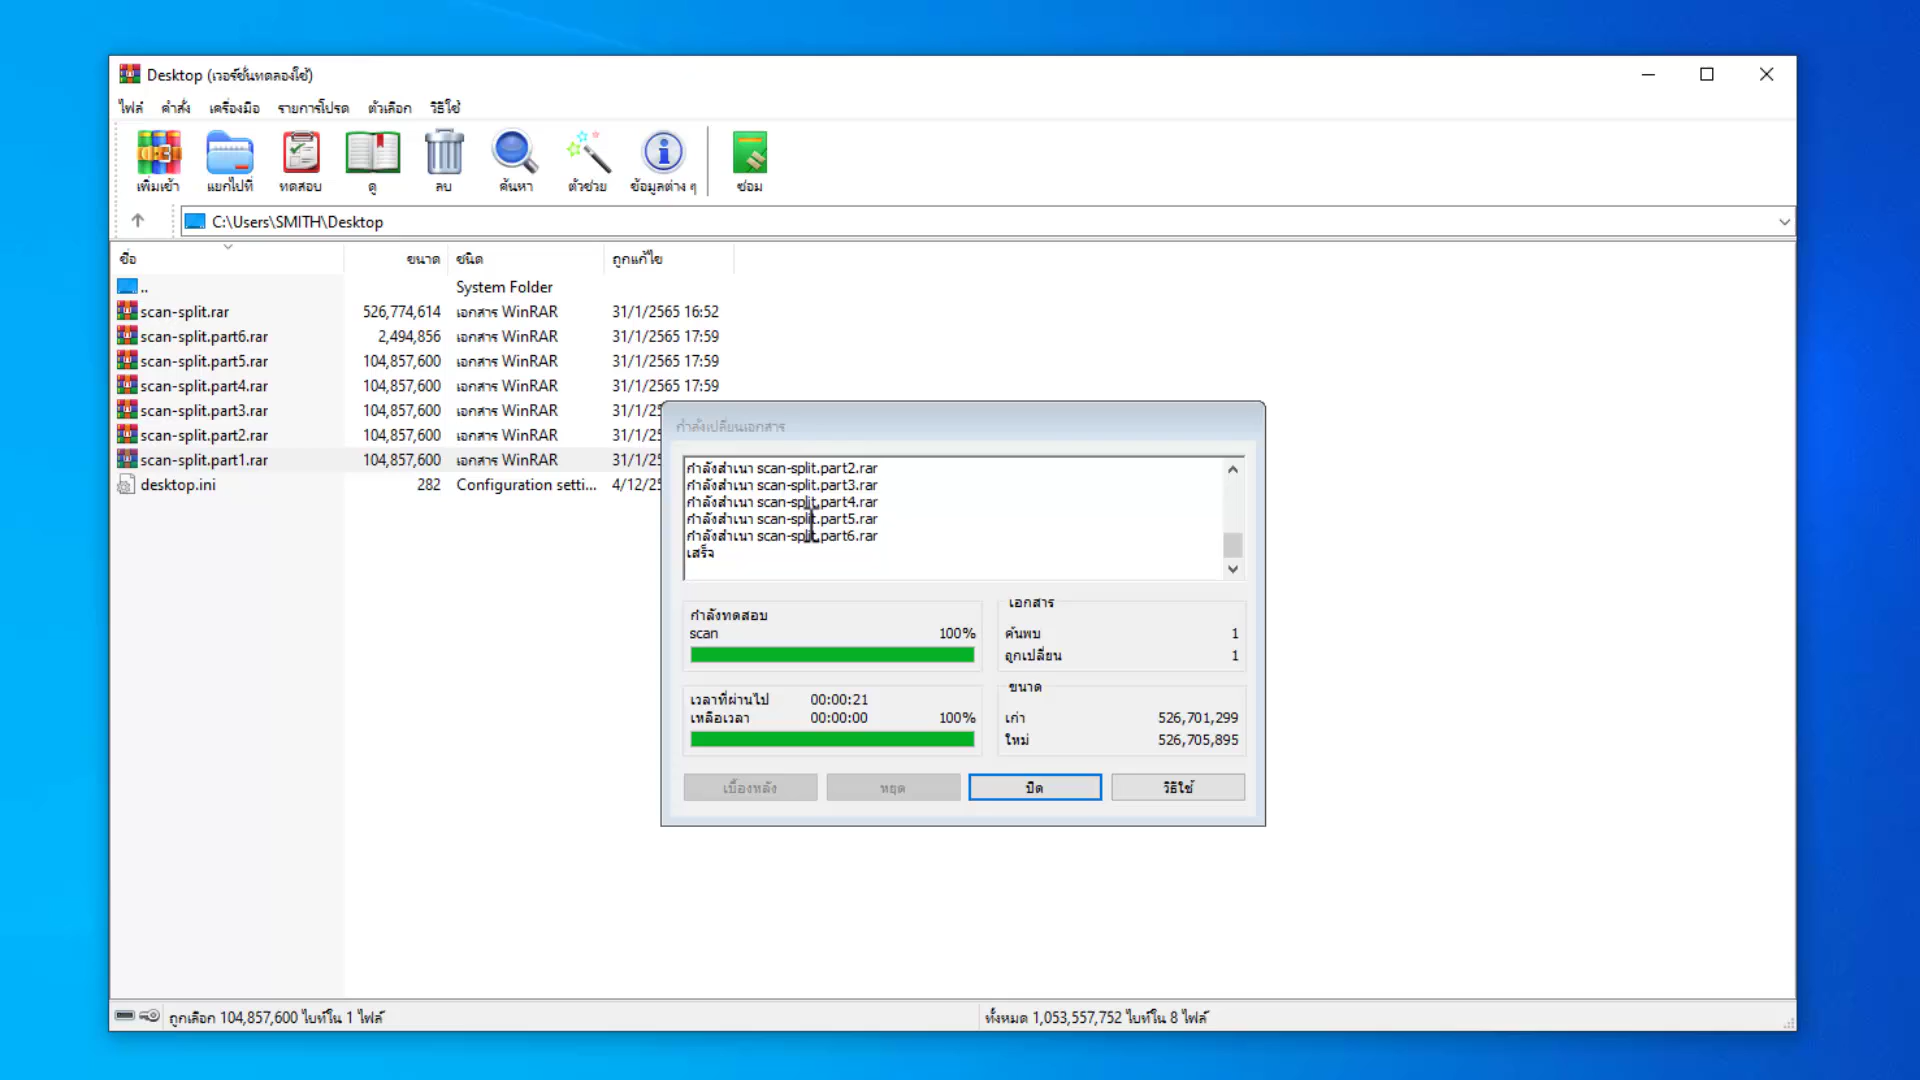 Desktop (เวอร์ชั่นทดลองใช้)
ไฟล์ คำสั่ง เครื่องมือ รายการโปรด ตัวเลือก วิธีใช้
เพิ่มเข้า แยกไปที่ ทดสอบ ดู ลบ ค้นหา ตัวช่วย ข้อมูลต่าง ๆ ซ่อม
C:\Users\SMITH\Desktop
ชื่อ ขนาด ชนิด ถูกแก้ไข
.. System Folder
scan-split.rar 526,774,614 เอกสาร WinRAR 31/1/2565 16:52
scan-split.part6.rar 2,494,856 เอกสาร WinRAR 31/1/2565 17:59
scan-split.part5.rar 104,857,600 เอกสาร WinRAR 31/1/2565 17:59
scan-split.part4.rar 104,857,600 เอกสาร WinRAR 31/1/2565 17:59
scan-split.part3.rar 104,857,600 เอกสาร WinRAR 31/1/25
scan-split.part2.rar 104,857,600 เอกสาร WinRAR 31/1/25
scan-split.part1.rar 104,857,600 เอกสาร WinRAR 31/1/25
desktop.ini 282 Configuration setti... 4/12/25
กำลังเปลี่ยนเอกสาร
กำลังสำเนา scan-split.part2.rar
กำลังสำเนา scan-split.part3.rar
กำลังสำเนา scan-split.part4.rar
กำลังสำเนา scan-split.part5.rar
กำลังสำเนา scan-split.part6.rar
เสร็จ
กำลังทดสอบ
scan 100%
เวลาที่ผ่านไป 00:00:21
เหลือเวลา 00:00:00 100%
เอกสาร
ค้นพบ 1
ถูกเปลี่ยน 1
ขนาด
เก่า 526,701,299
ใหม่ 526,705,895
เบื้องหลัง หยุด ปิด วิธีใช้
ถูกเลือก 104,857,600 ไบท์ใน 1 ไฟล์ ทั้งหมด 1,053,557,752 ไบท์ใน 8 ไฟล์